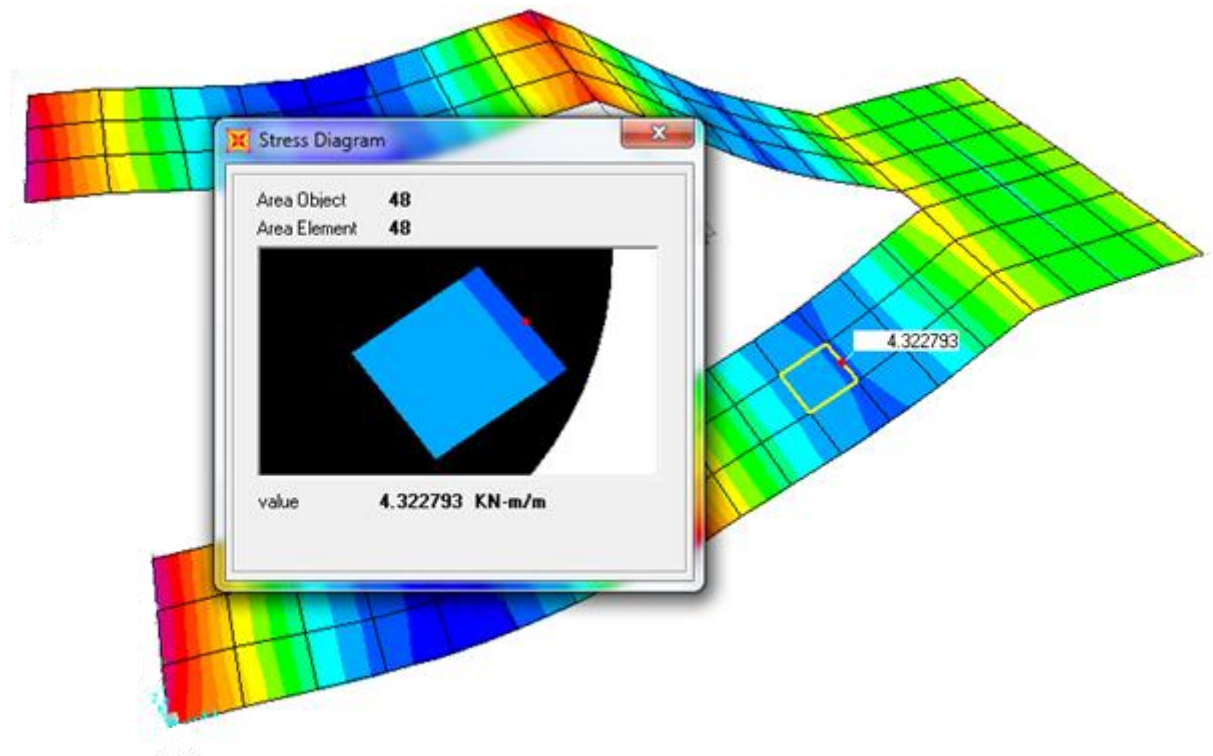 Stress Diagram
Area Object 48
Area Element 48
value 4.322793 KN-m/m
4.322793